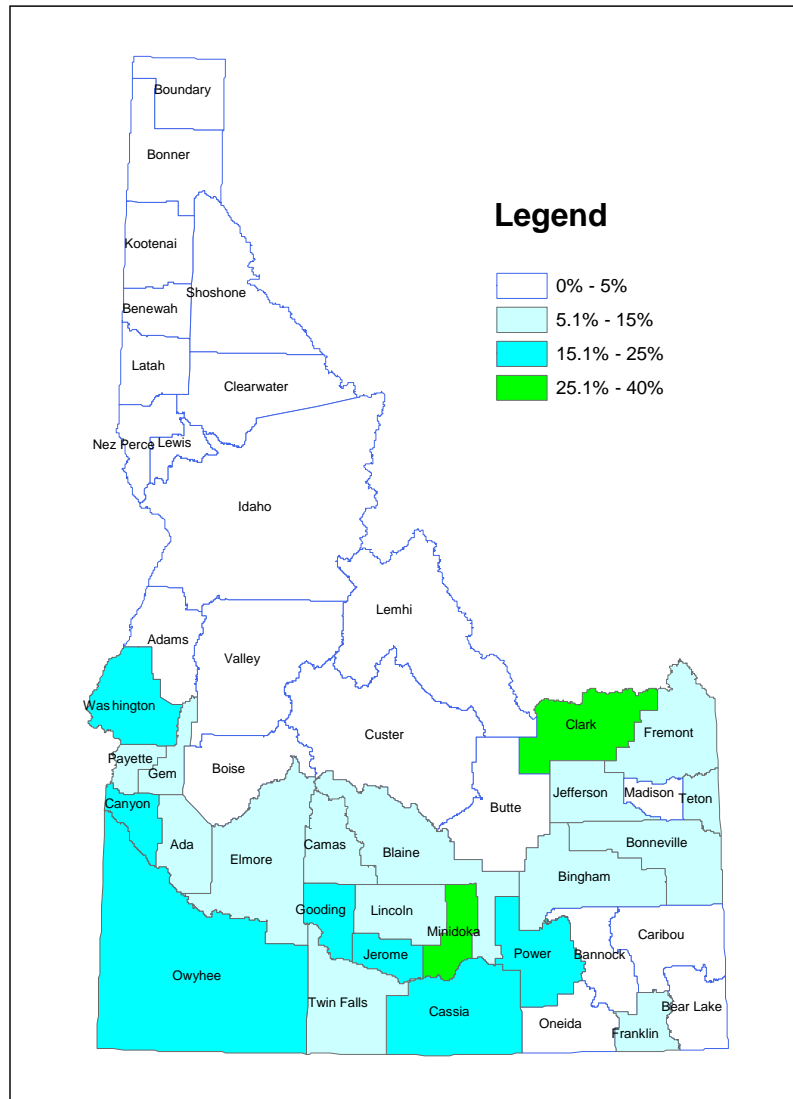 Boundary
Bonner
Legend
Kootenai
0% - 5%
Shoshone
Benewah
5.1% - 15%
15.1% - 25%
Latah
Clearwater
25.1% - 40%
Nez Perce
Lewis
Idaho
Lemhi
Adams
Valley
Washington
Clark
Custer
Fremont
Payette
Boise
Gem
Jefferson
Madison
Teton
Canyon
Butte
Ada
Camas
Bonneville
Elmore
Blaine
Bingham
Gooding
Lincoln
Minidoka
Caribou
Jerome
Power
Bannock
Owyhee
Twin Falls
Bear Lake
Cassia
Oneida
Franklin